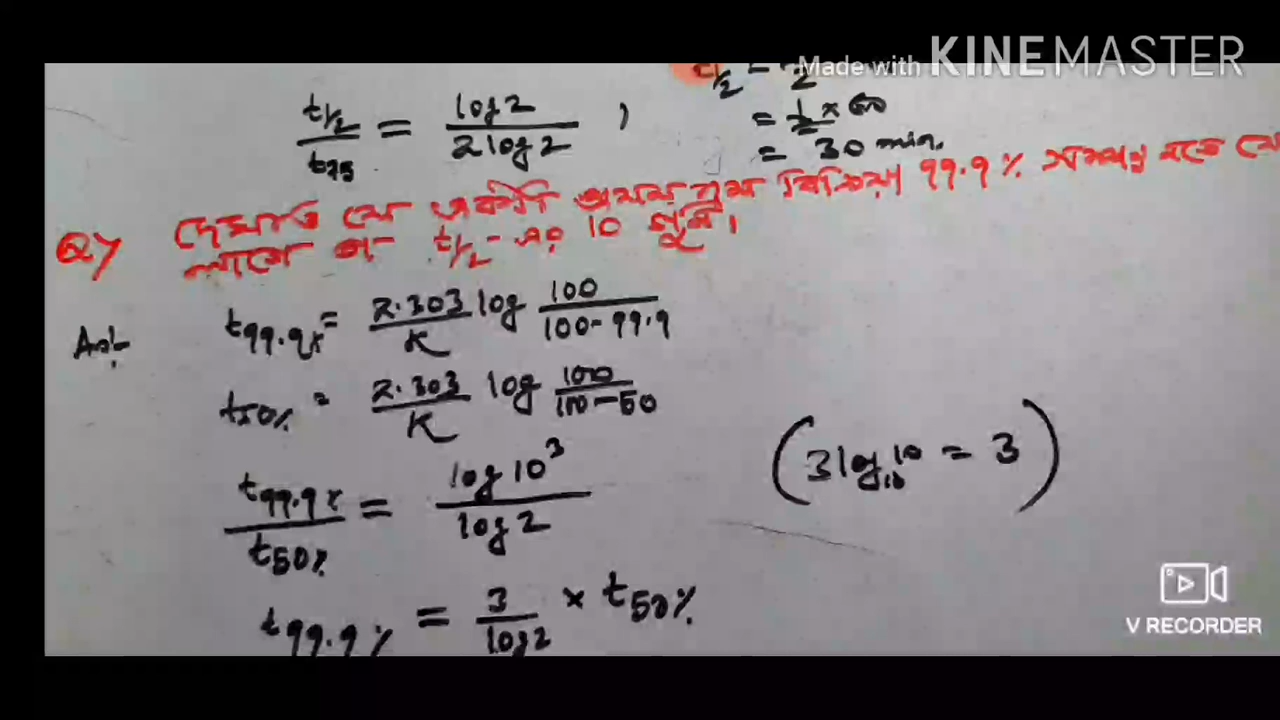 Made with KINEMASTER
t1/2 / t75 = log2 / 2log2 ,
= 1/2 × 60
= 30 min.
Q) দেখাও যে একটি প্রথম ক্রম বিক্রিয়া 99.9% সম্পন্ন হতে যে
লাগে তা t1/2-এর 10 গুন।
Ans:- t99.9% = 2.303/K log 100/100-99.9
t50% = 2.303/K log 100/100-50
t99.9% / t50% = log10³ / log2
(3log₁₀10 = 3)
t99.9% = 3/log2 × t50%
V RECORDER